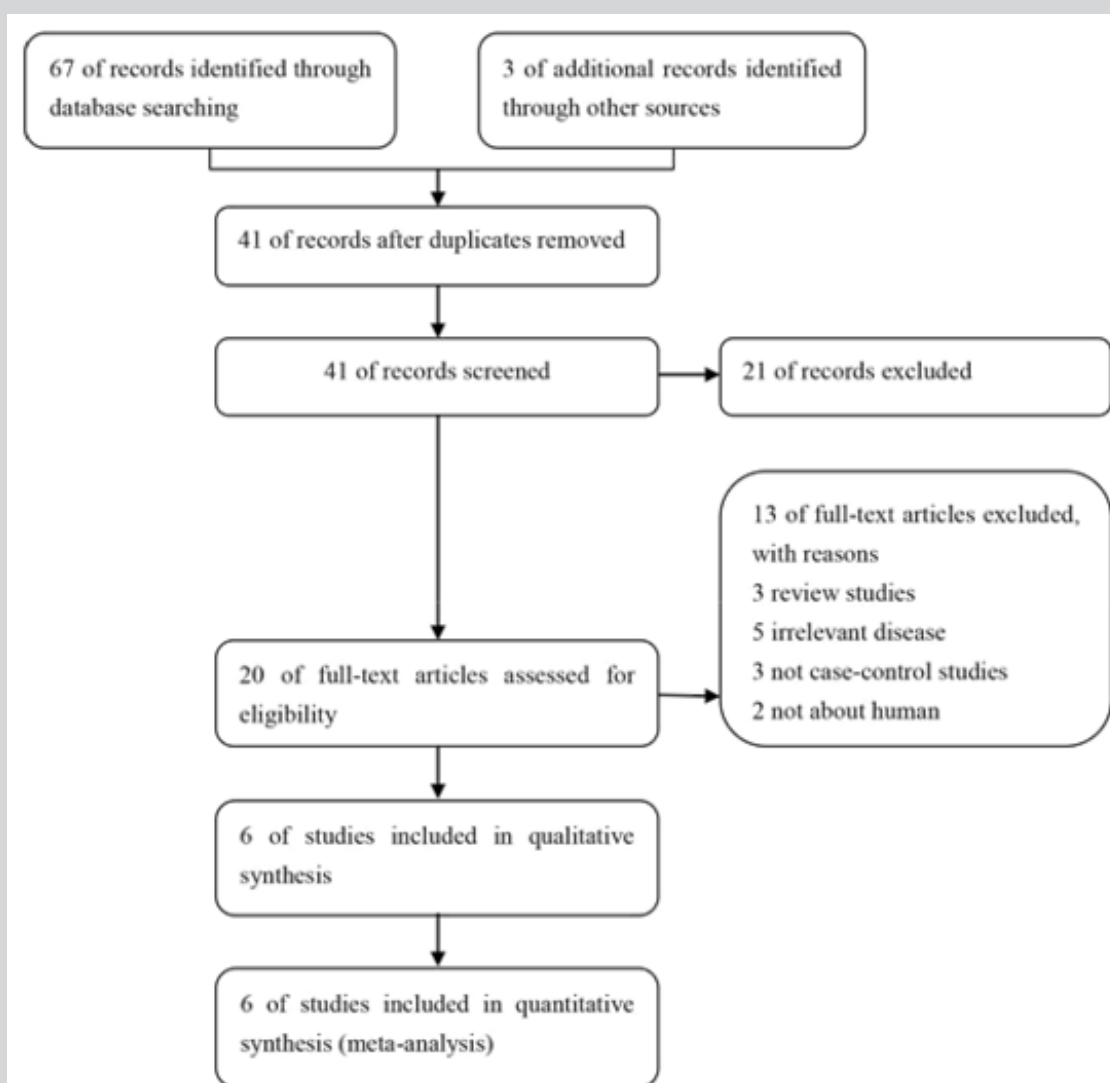 67 of records identified through
database searching
3 of additional records identified
through other sources
41 of records after duplicates removed
41 of records screened
21 of records excluded
13 of full-text articles excluded,
with reasons
3 review studies
5 irrelevant disease
3 not case-control studies
2 not about human
20 of full-text articles assessed for
eligibility
6 of studies included in qualitative
synthesis
6 of studies included in quantitative
synthesis (meta-analysis)